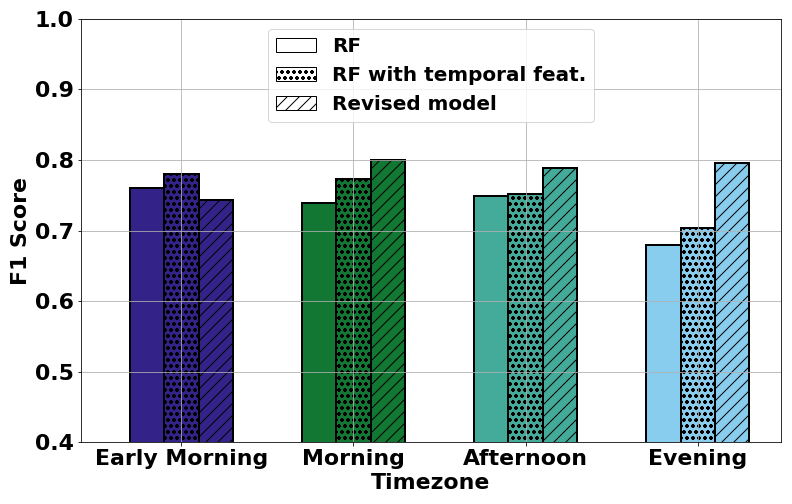 1.0
0.9
0.8
0.7
0.6
0.5
0.4
F1 Score
RF
RF with temporal feat.
Revised model
Early Morning Morning Afternoon Evening
Timezone